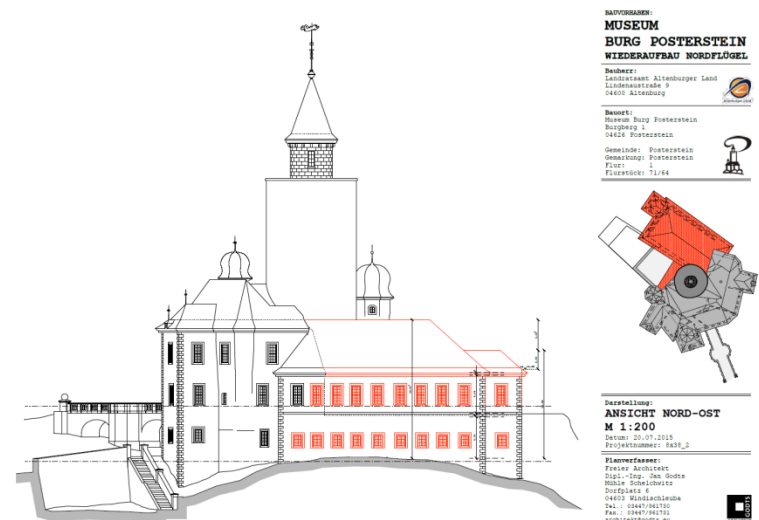 BAUVORHABEN:
MUSEUM
BURG POSTERSTEIN
WIEDERAUFBAU NORDFLÜGEL
Bauherr:
Landratsamt Altenburger Land
Lindenaustraße 9
04600 Altenburg
Bauort:
Museum Burg Posterstein
Burgberg 1
04626 Posterstein
Gemeinde: Posterstein
Gemarkung: Posterstein
Flur: 1
Flurstück: 71/64
Darstellung:
ANSICHT NORD-OST
M 1:200
Datum: 20.07.2015
Projektnummer: 8x38_2
Planverfasser:
Freier Architekt
Dipl.-Ing. Jan Godts
Mühle Schelchwitz
Dorfplatz 6
04603 Windischleuba
Tel.: 03447/861730
Fax.: 03447/861731
GODTS